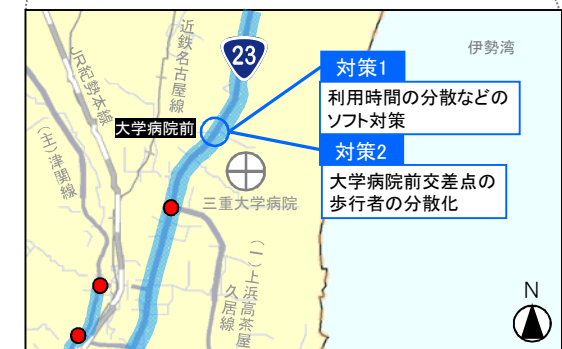 近鉄名古屋線
23
伊勢湾
JR紀勢本線
対策1
利用時間の分散などの
ソフト対策
大学病院前
対策2
(主)津関線
大学病院前交差点の
歩行者の分散化
三重大学病院
(一)上浜高茶屋
久居線
N